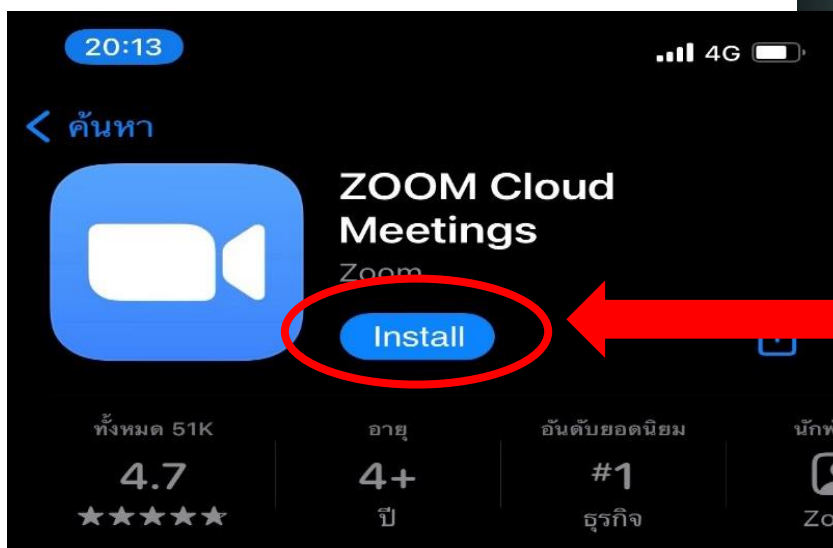 20:13
4G
ค้นหา
ZOOM Cloud
Meetings
Zoom
Install
ทั้งหมด 51K
อายุ
อันดับยอดนิยม
4.7
4+
#1
★★★★★
ปี
ธุรกิจ